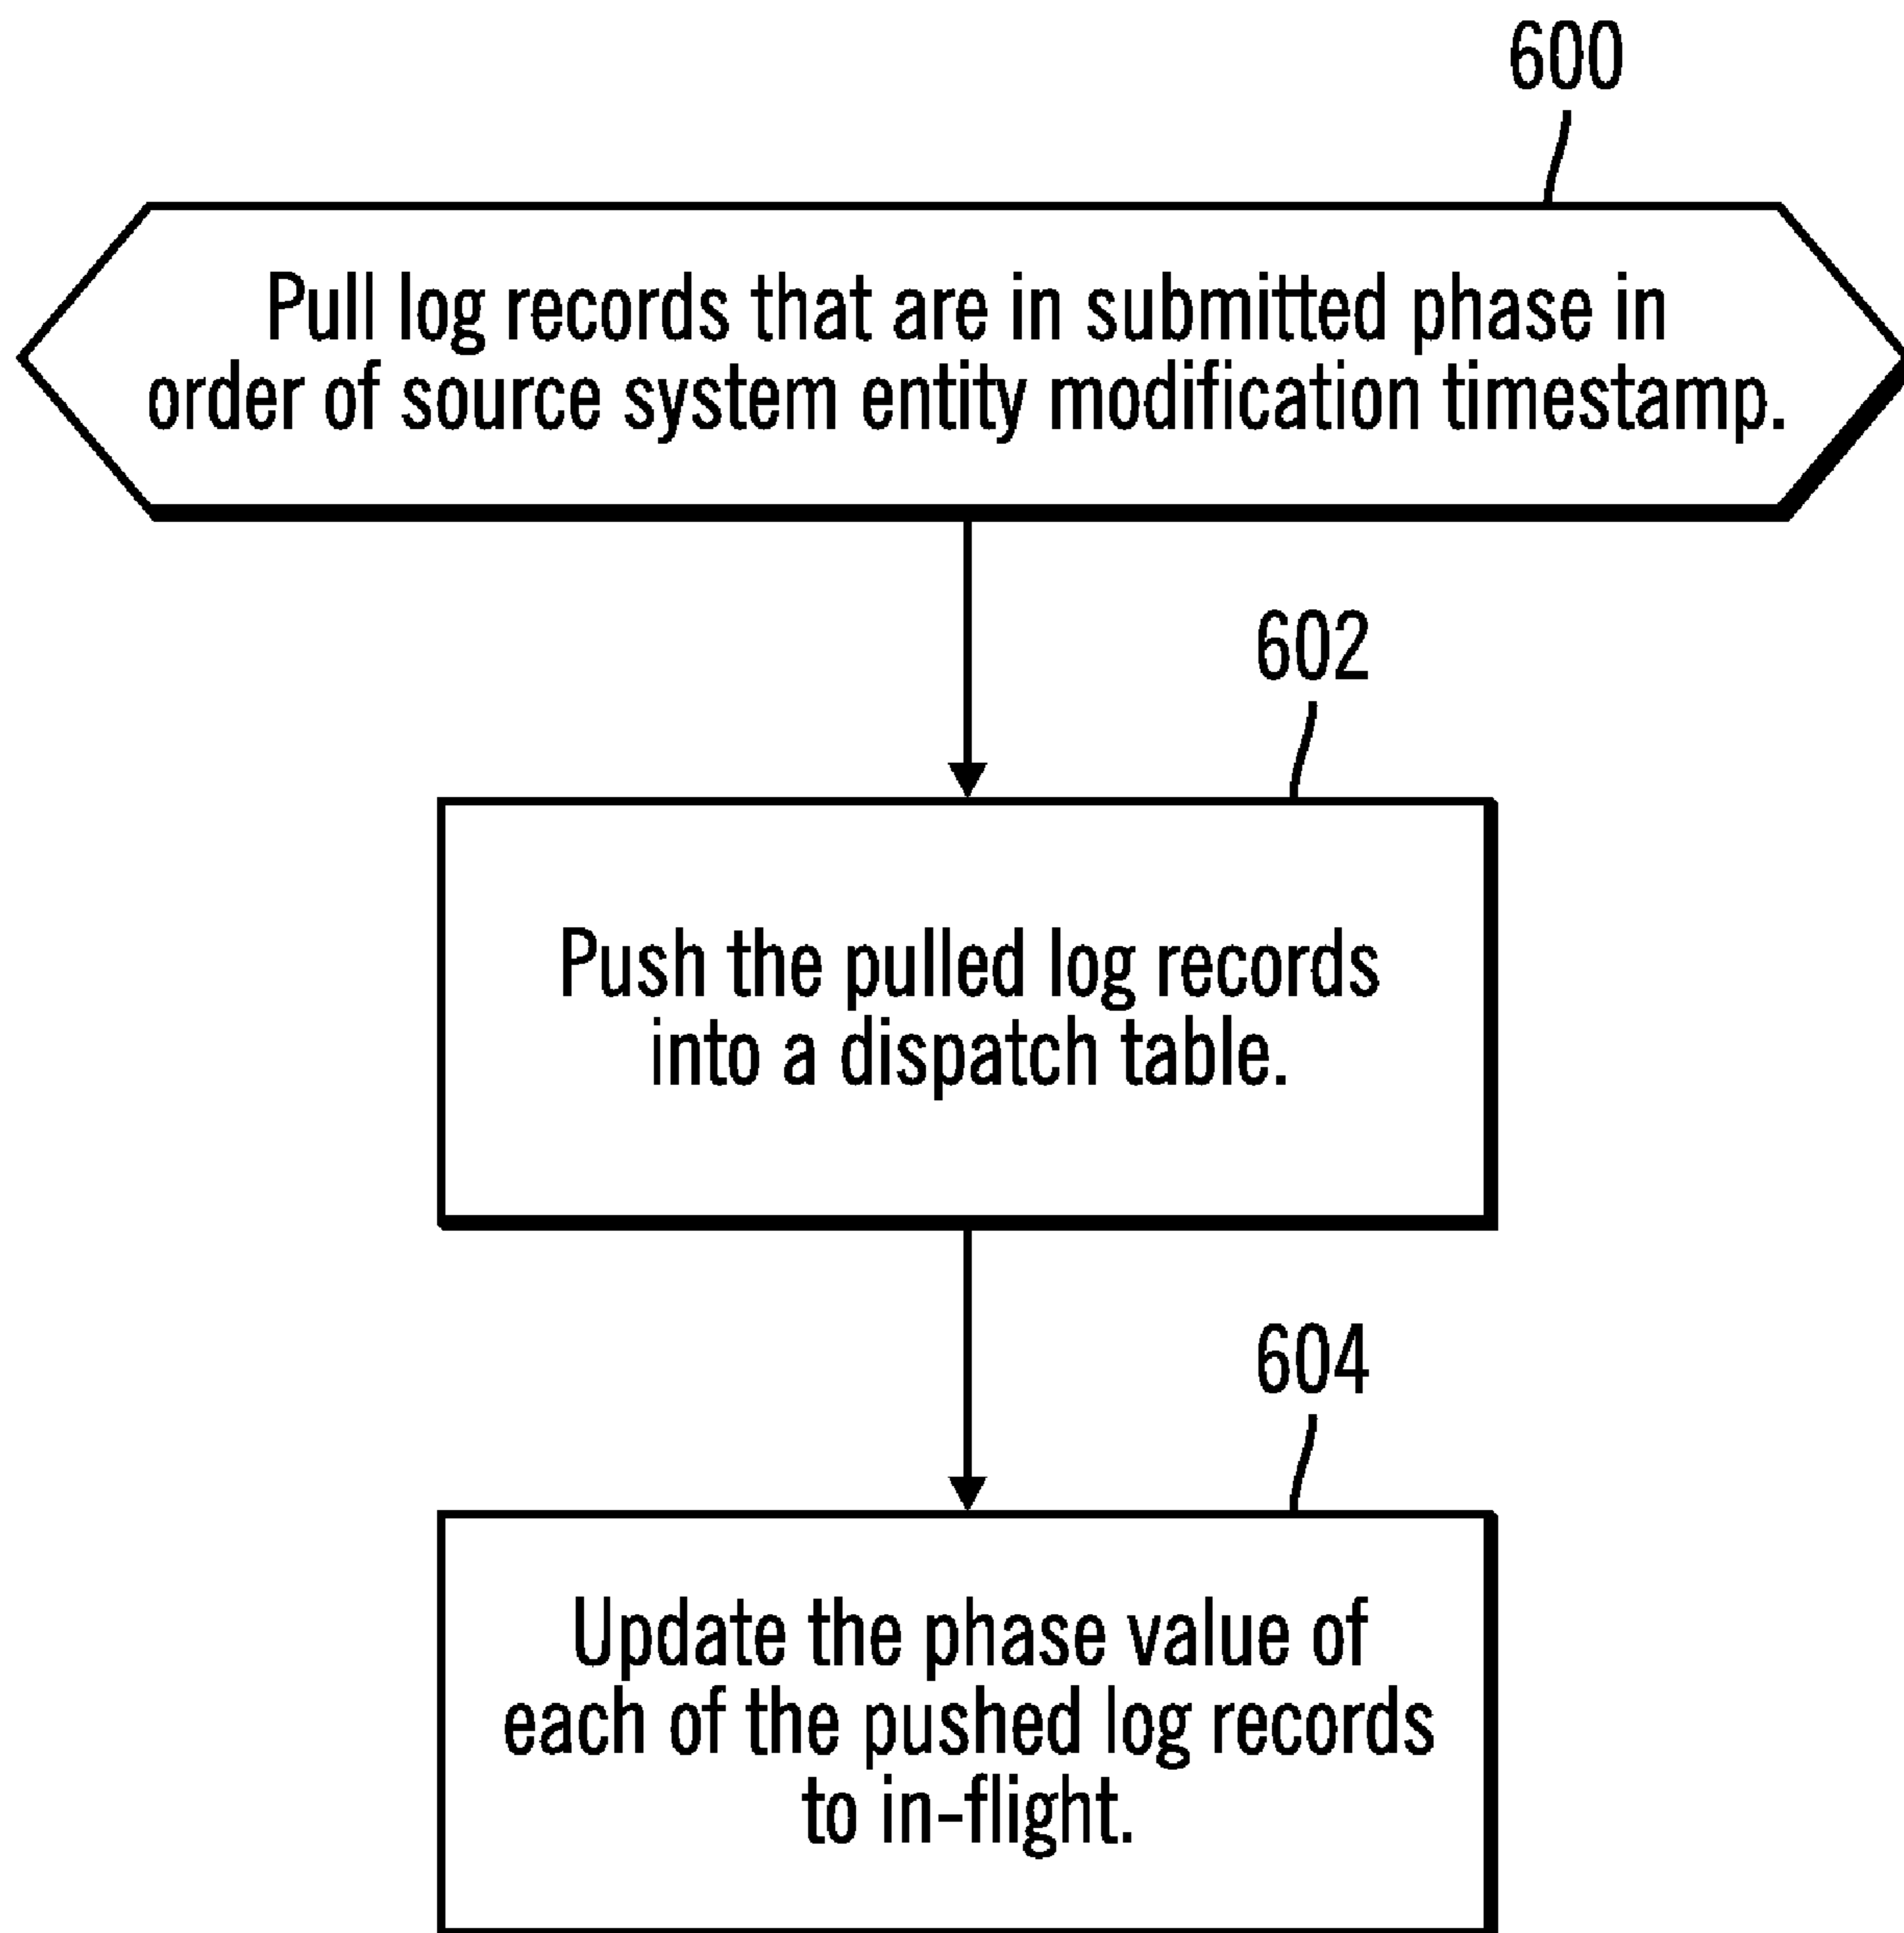 600
Pull log records that are in submitted phase in
order of source system entity modification timestamp.
602
Push the pulled log records
into a dispatch table.
604
Update the phase value of
each of the pushed log records
to in-flight.